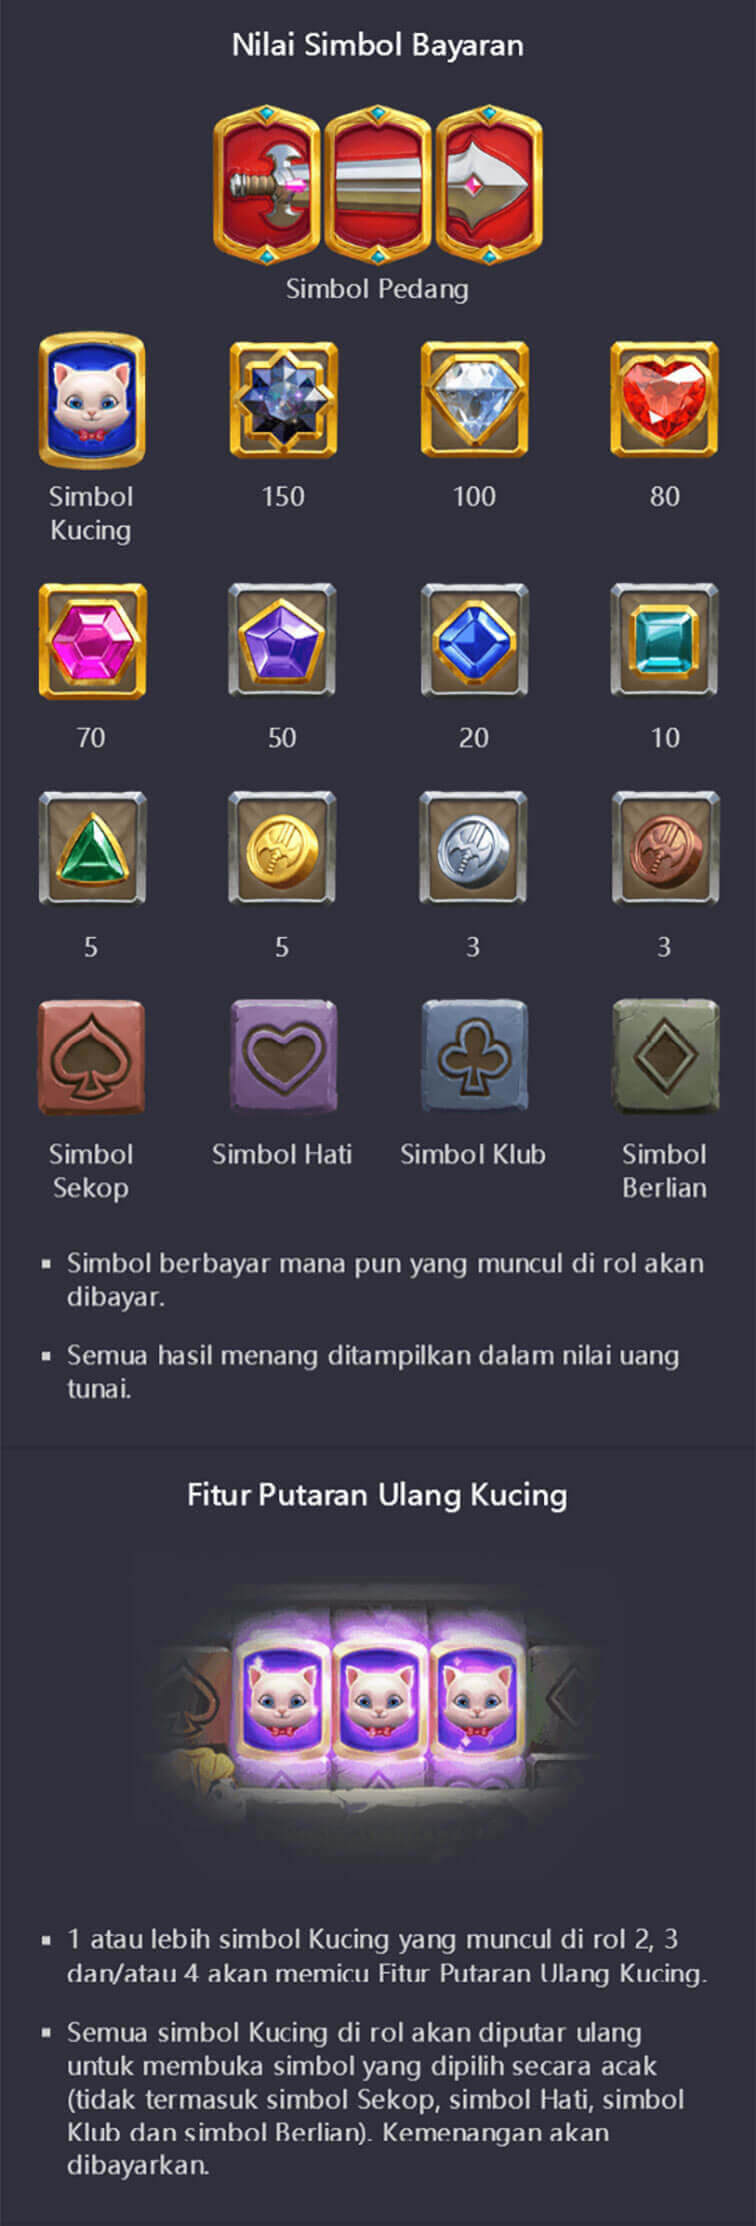 Nilai Simbol Bayaran
Simbol Pedang
Simbol
Kucing
150
100
80
70
50
20
10
5
5
3
3
Simbol
Sekop
Simbol Hati
Simbol Klub
Simbol
Berlian
Simbol berbayar mana pun yang muncul di rol akan
dibayar.
Semua hasil menang ditampilkan dalam nilai uang
tunai.
Fitur Putaran Ulang Kucing
1 atau lebih simbol Kucing yang muncul di rol 2, 3
dan/atau 4 akan memicu Fitur Putaran Ulang Kucing.
Semua simbol Kucing di rol akan diputar ulang
untuk membuka simbol yang dipilih secara acak
(tidak termasuk simbol Sekop, simbol Hati, simbol
Klub dan simbol Berlian). Kemenangan akan
dibayarkan.